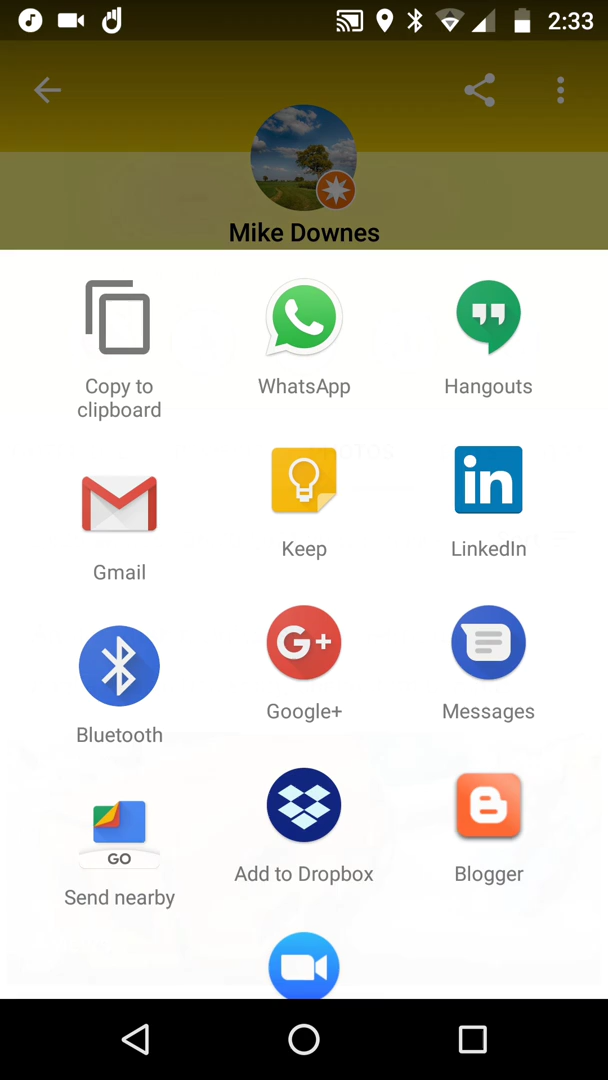 2:33
Mike Downes
Copy to
clipboard
WhatsApp
Hangouts
Gmail
Keep
in
LinkedIn
Bluetooth
G+
Google+
Messages
GO
Send nearby
Add to Dropbox
Blogger